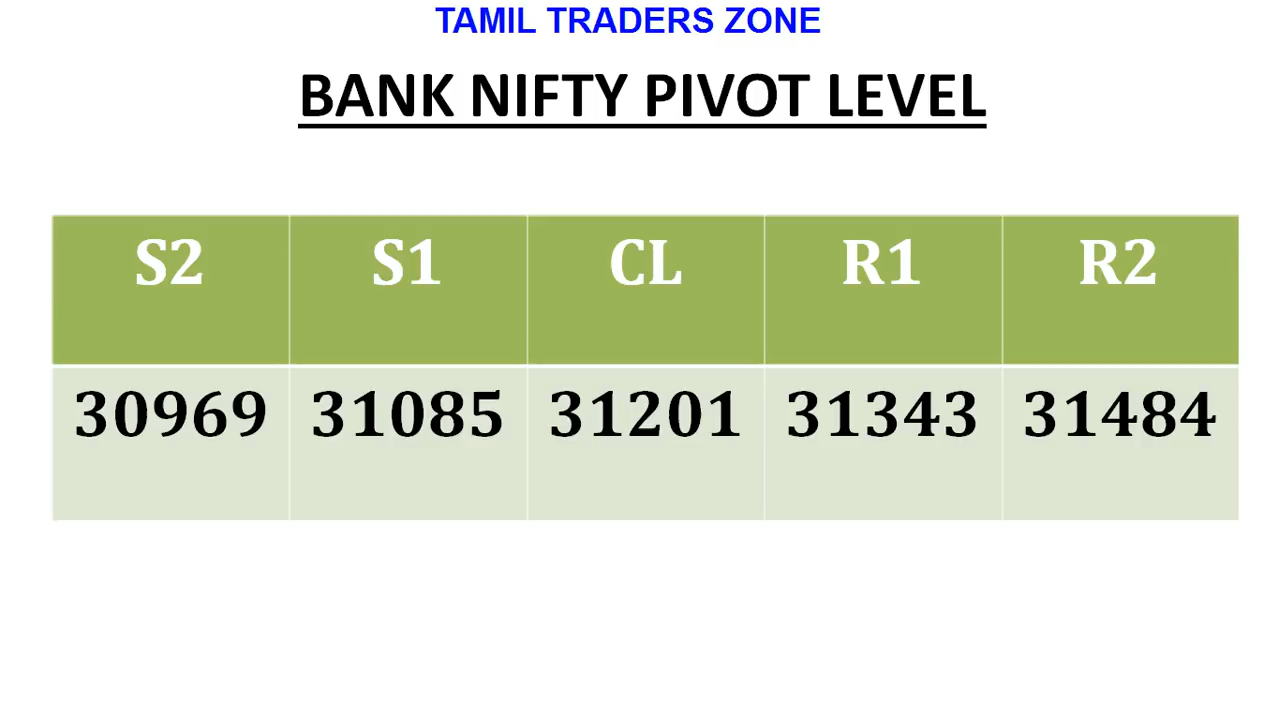 TAMIL TRADERS ZONE
BANK NIFTY PIVOT LEVEL
S2 S1 CL R1 R2
30969 31085 31201 31343 31484